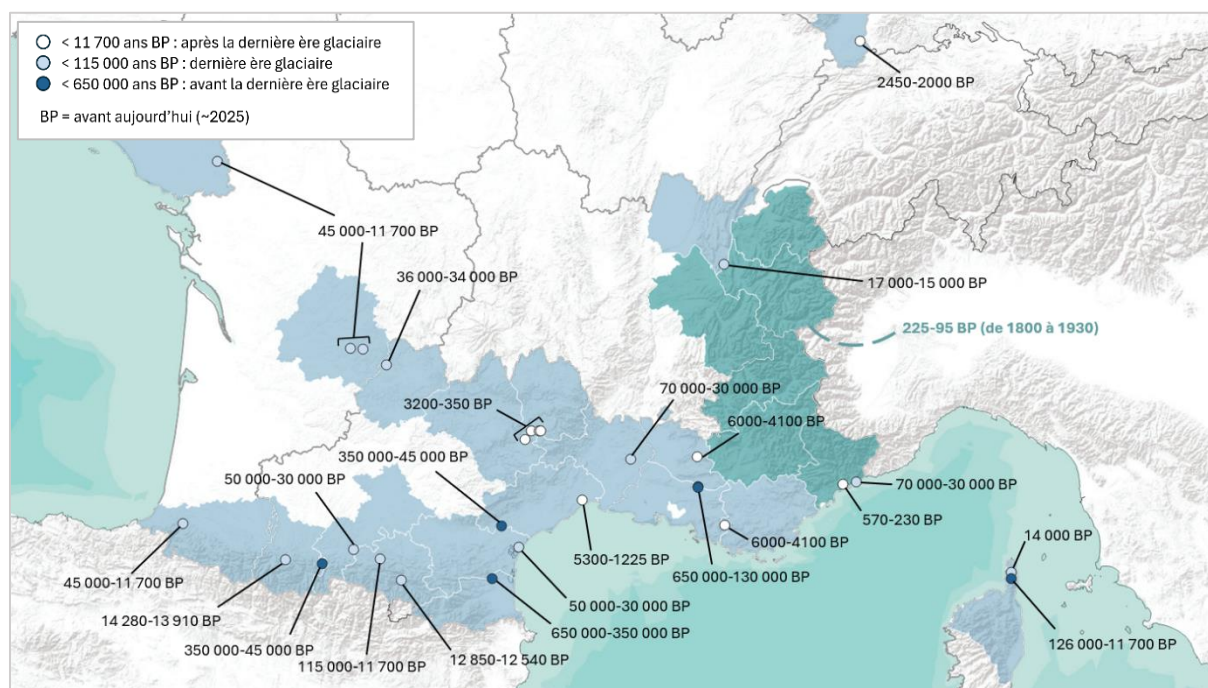 < 11 700 ans BP : après la dernière ère glaciaire
< 115 000 ans BP : dernière ère glaciaire
< 650 000 ans BP : avant la dernière ère glaciaire
BP = avant aujourd’hui (~2025)
2450-2000 BP
45 000-11 700 BP
36 000-34 000 BP
17 000-15 000 BP
225-95 BP (de 1800 à 1930)
70 000-30 000 BP
3200-350 BP
6000-4100 BP
350 000-45 000 BP
50 000-30 000 BP
70 000-30 000 BP
570-230 BP
6000-4100 BP
14 000 BP
5300-1225 BP
45 000-11 700 BP
650 000-130 000 BP
50 000-30 000 BP
14 280-13 910 BP
650 000-350 000 BP
126 000-11 700 BP
350 000-45 000 BP
12 850-12 540 BP
115 000-11 700 BP